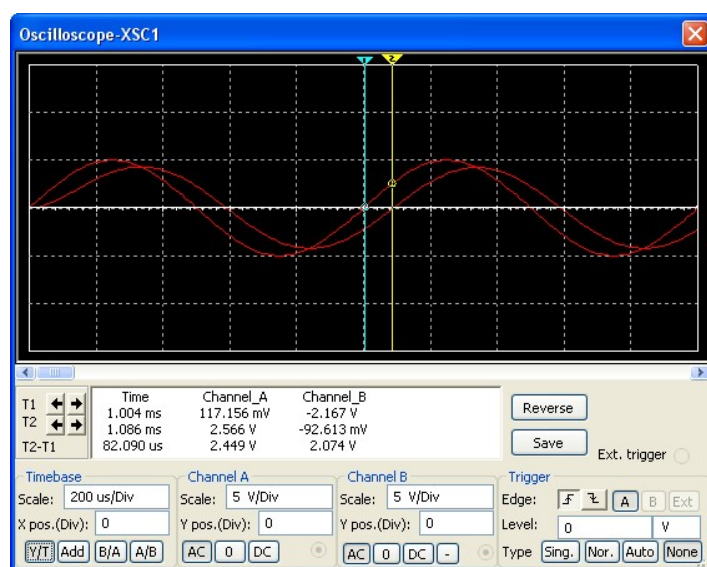 Oscilloscope-XSC1
1 2
Time Channel_A Channel_B
T1 1.004 ms 117.156 mV -2.167 V
T2 1.086 ms 2.566 V -92.613 mV
T2-T1 82.090 us 2.449 V 2.074 V
Reverse
Save
Ext. trigger
Timebase
Scale: 200 us/Div
X pos.(Div): 0
Y/T Add B/A A/B
Channel A
Scale: 5 V/Div
Y pos.(Div): 0
AC 0 DC
Channel B
Scale: 5 V/Div
Y pos.(Div): 0
AC 0 DC -
Trigger
Edge: A B Ext
Level: 0 V
Type Sing. Nor. Auto None